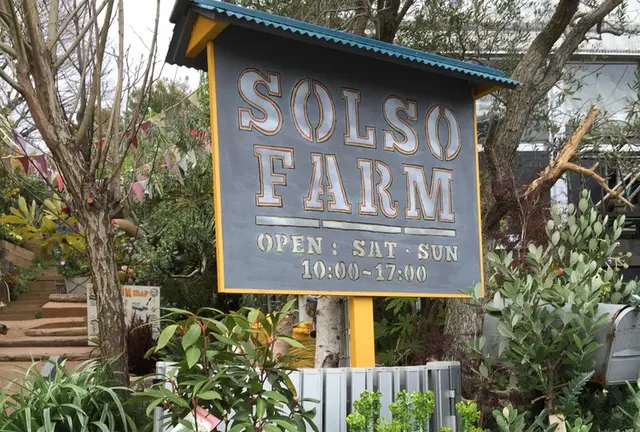 SOLSO
FARM
OPEN : SAT · SUN
10:00~17:00